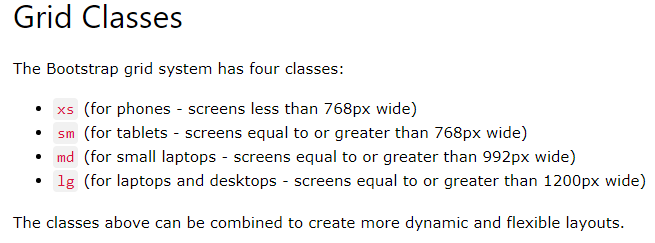 Grid Classes
The Bootstrap grid system has four classes:
• xs (for phones - screens less than 768px wide)
• sm (for tablets - screens equal to or greater than 768px wide)
• md (for small laptops - screens equal to or greater than 992px wide)
• lg (for laptops and desktops - screens equal to or greater than 1200px wide)
The classes above can be combined to create more dynamic and flexible layouts.